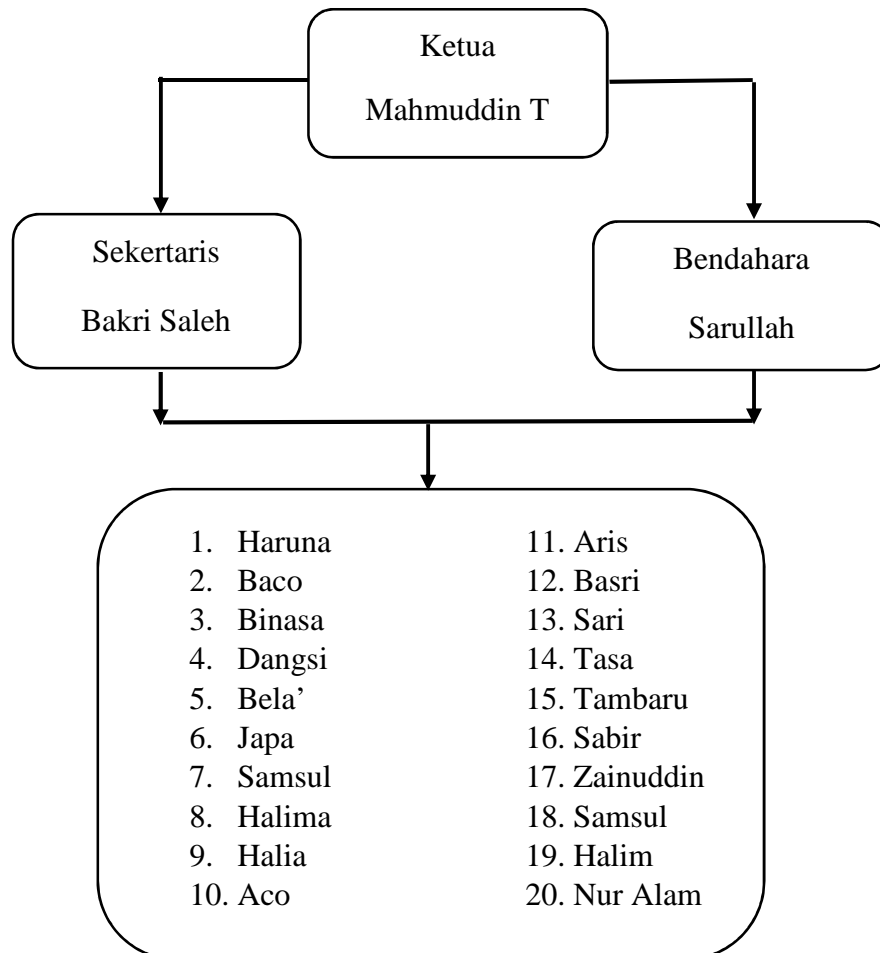 Ketua
Mahmuddin T
Sekertaris
Bakri Saleh
Bendahara
Sarullah
1. Haruna
2. Baco
3. Binasa
4. Dangsi
5. Bela’
6. Japa
7. Samsul
8. Halima
9. Halia
10. Aco
11. Aris
12. Basri
13. Sari
14. Tasa
15. Tambaru
16. Sabir
17. Zainuddin
18. Samsul
19. Halim
20. Nur Alam